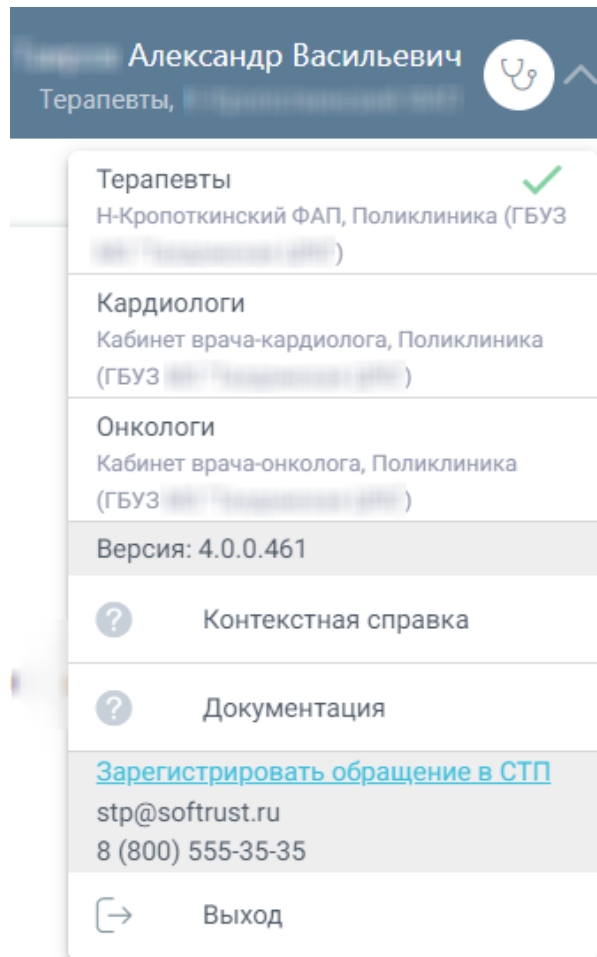 Александр Васильевич
Терапевты,
Терапевты
Н-Кропоткинский ФАП, Поликлиника (ГБУЗ
)
Кардиологи
Кабинет врача-кардиолога, Поликлиника
(ГБУЗ )
Онкологи
Кабинет врача-онколога, Поликлиника
(ГБУЗ )
Версия: 4.0.0.461
? Контекстная справка
? Документация
Зарегистрировать обращение в СТП
stp@softrust.ru
8 (800) 555-35-35
Выход